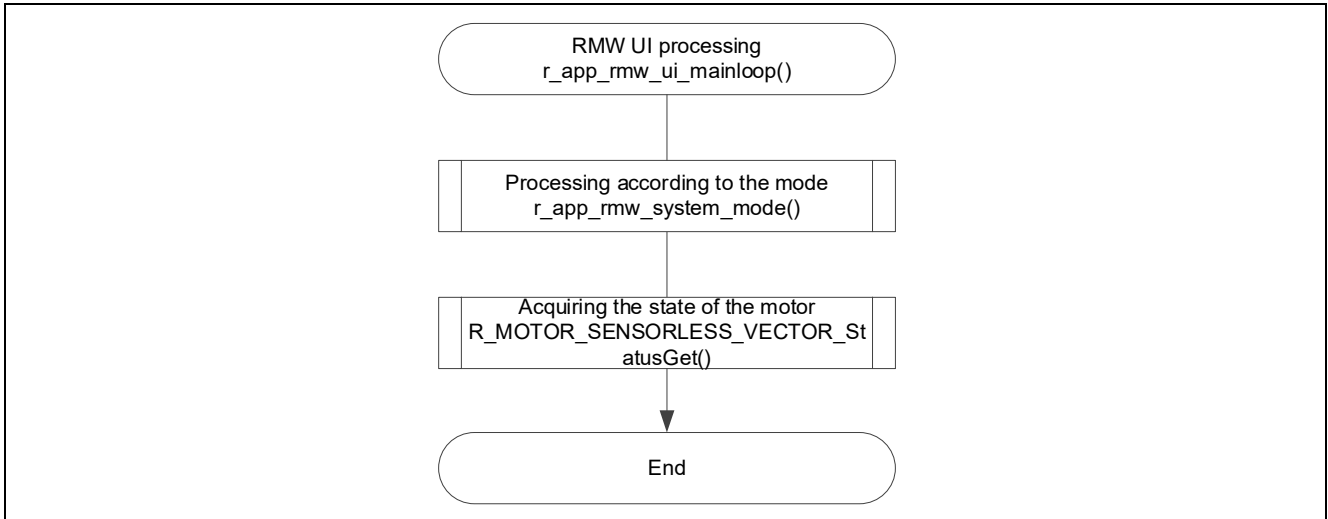 RMW UI processing
r_app_rmw_ui_mainloop()
Processing according to the mode
r_app_rmw_system_mode()
Acquiring the state of the motor
R_MOTOR_SENSORLESS_VECTOR_St
atusGet()
End